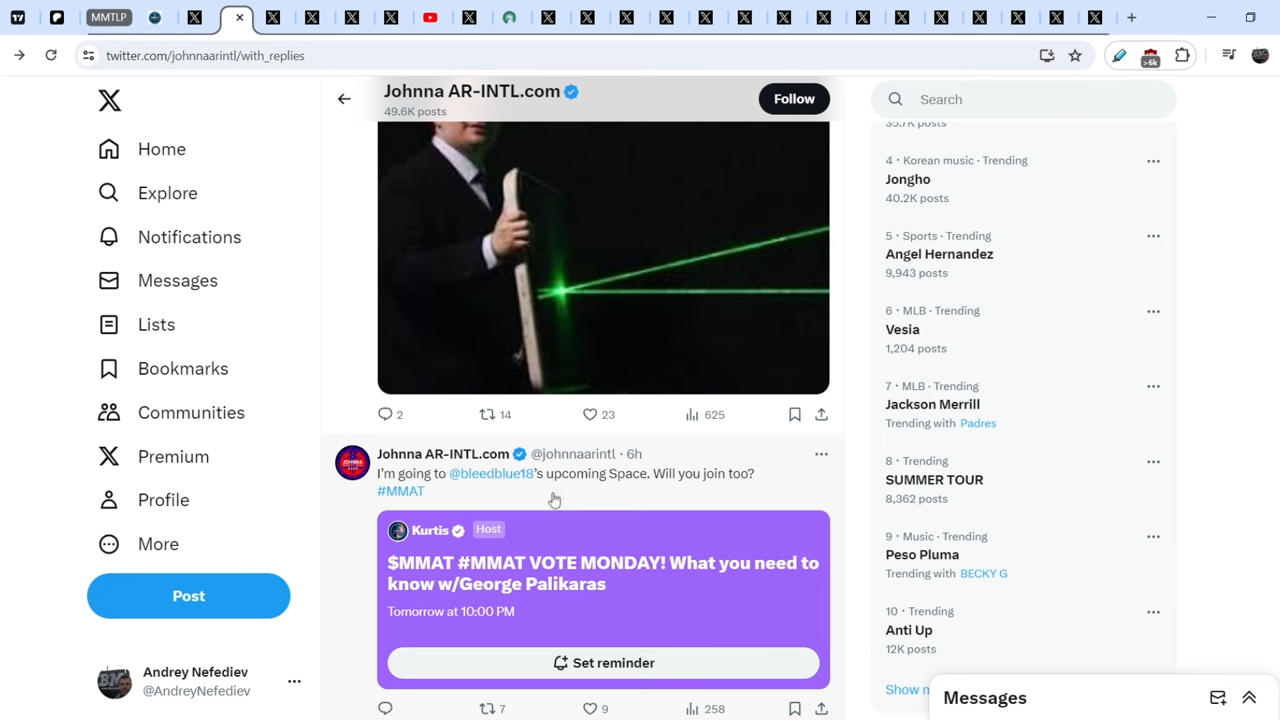 MMTLP
twitter.com/johnnaarintl/with_replies
>6k
Johnna AR-INTL.com
49.6K posts
Follow
Search
Home
Explore
Notifications
Messages
Lists
Bookmarks
Communities
Premium
Profile
More
Post
Andrey Nefediev
@AndreyNefediev
2
14
23
625
Johnna AR-INTL.com @johnnaarintl · 6h
I'm going to @bleedblue18's upcoming Space. Will you join too?
#MMAT
Kurtis Host
$MMAT #MMAT VOTE MONDAY! What you need to
know w/George Palikaras
Tomorrow at 10:00 PM
Set reminder
7
9
258
35.7K posts
4 · Korean music · Trending
Jongho
40.2K posts
5 · Sports · Trending
Angel Hernandez
9,943 posts
6 · MLB · Trending
Vesia
1,204 posts
7 · MLB · Trending
Jackson Merrill
Trending with Padres
8 · Trending
SUMMER TOUR
8,362 posts
9 · Music · Trending
Peso Pluma
Trending with BECKY G
10 · Trending
Anti Up
12K posts
Show
Messages